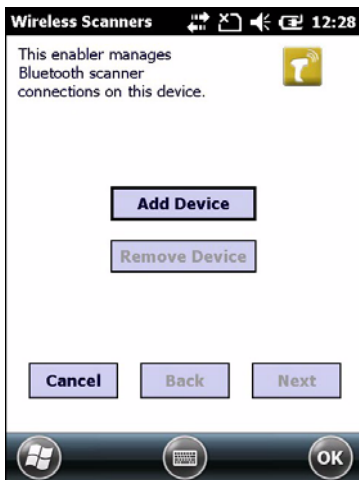 Wireless Scanners 12:28
This enabler manages
Bluetooth scanner
connections on this device.
Add Device
Remove Device
Cancel Back Next
OK